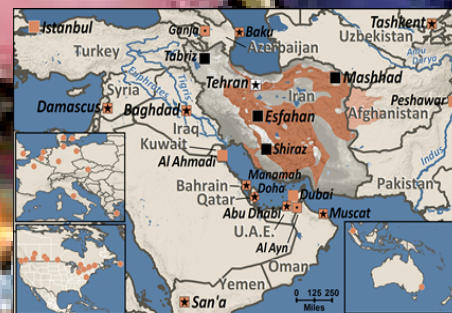 Istanbul
Ganja
Baku
Tashkent
Turkey
Azerbaijan
Uzbekistan
Amu
Darya
Tabriz
Tehran
Mashhad
Iran
Peshawar
Syria
Euphrates
Tigris
Damascus
Baghdad
Esfahan
Afghanistan
Iraq
Kuwait
Shiraz
Indus
Al Ahmadi
Bahrain
Manamah
Doha
Pakistan
Qatar
Dubai
Abu Dhabi
Muscat
U.A.E.
Al Ayn
Oman
Yemen
San'a
0 125 250
Miles